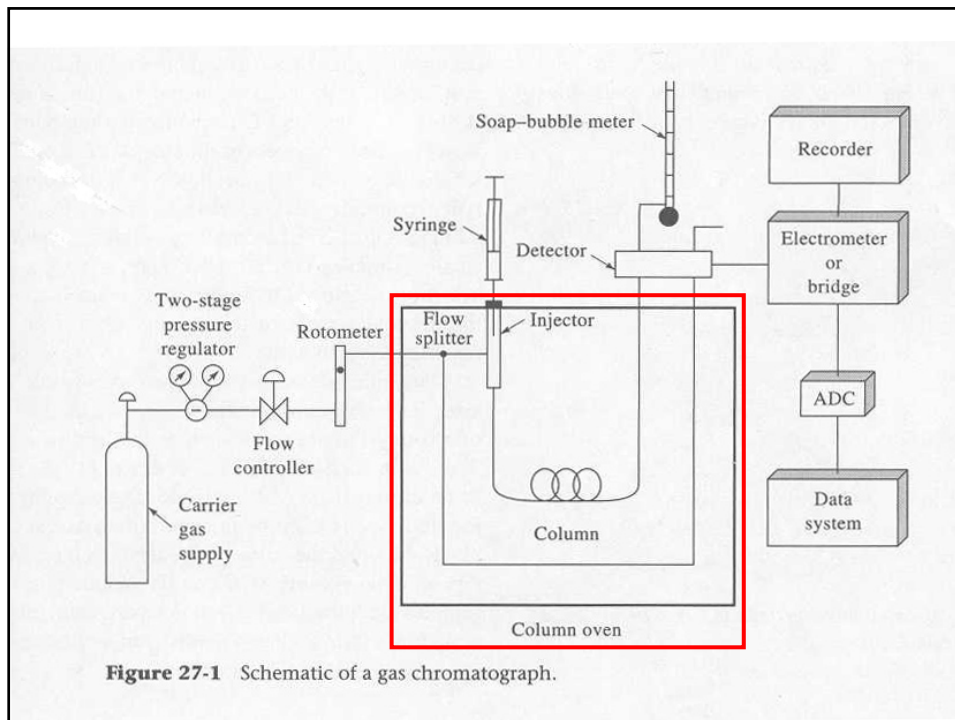 Soap–bubble meter
Recorder
Syringe
Detector
Electrometer
or
bridge
Two-stage
pressure
regulator
Rotometer
Flow
splitter
Injector
ADC
Flow
controller
Carrier
gas
supply
Column
Data
system
Column oven
Figure 27-1 Schematic of a gas chromatograph.